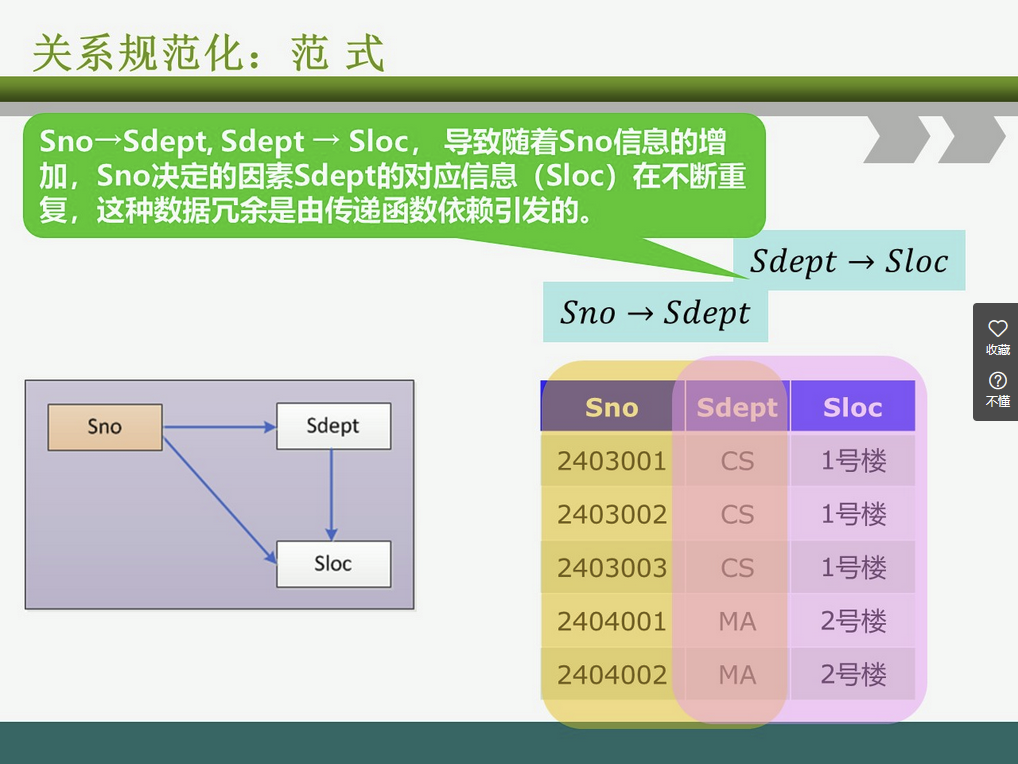 关系规范化：范 式
Sno→Sdept, Sdept → Sloc， 导致随着Sno信息的增
加，Sno决定的因素Sdept的对应信息（Sloc）在不断重
复，这种数据冗余是由传递函数依赖引发的。
Sdept → Sloc
Sno → Sdept
收藏
不懂
Sno
Sdept
Sloc
Sno Sdept Sloc
2403001 CS 1号楼
2403002 CS 1号楼
2403003 CS 1号楼
2404001 MA 2号楼
2404002 MA 2号楼